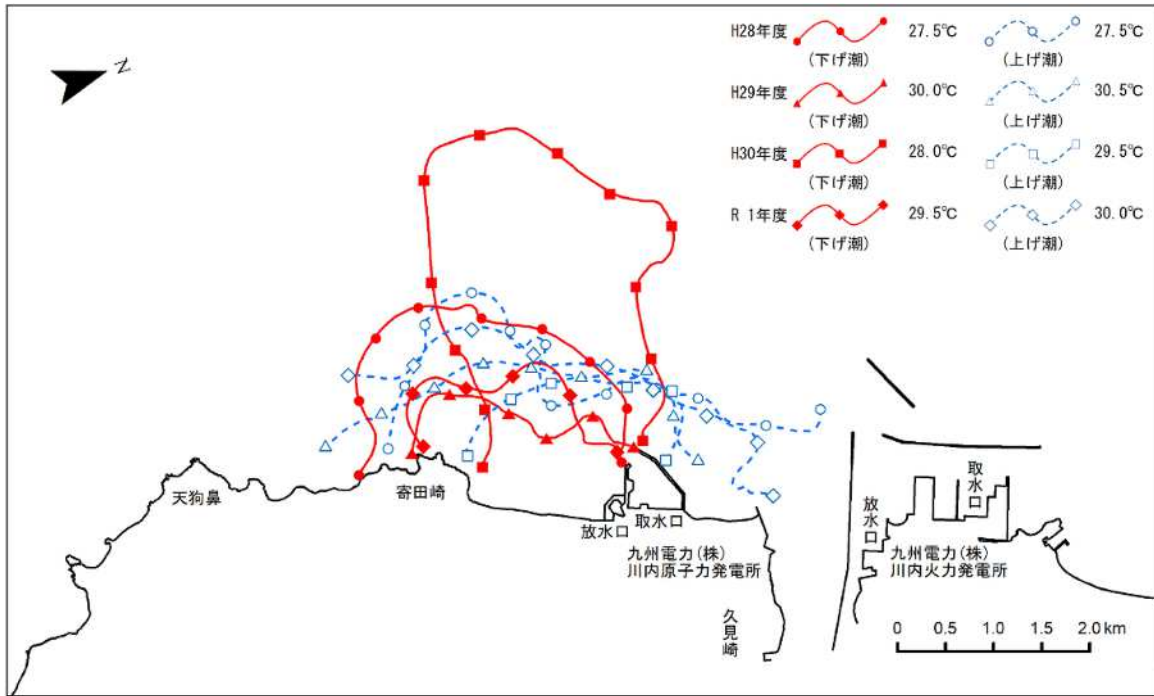 H28年度 27.5℃ 27.5℃
(下げ潮) (上げ潮)
H29年度 30.0℃ 30.5℃
(下げ潮) (上げ潮)
H30年度 28.0℃ 29.5℃
(下げ潮) (上げ潮)
R 1年度 29.5℃ 30.0℃
(下げ潮) (上げ潮)
N
天狗鼻
寄田崎
放水口
取水口
九州電力(株)
川内原子力発電所
久見崎
放水口
取水口
九州電力(株)
川内火力発電所
0 0.5 1.0 1.5 2.0 km